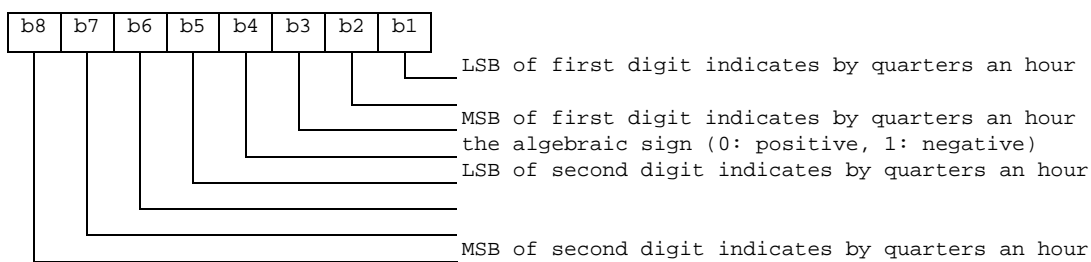 b8 b7 b6 b5 b4 b3 b2 b1
LSB of first digit indicates by quarters an hour
MSB of first digit indicates by quarters an hour
the algebraic sign (0: positive, 1: negative)
LSB of second digit indicates by quarters an hour
MSB of second digit indicates by quarters an hour